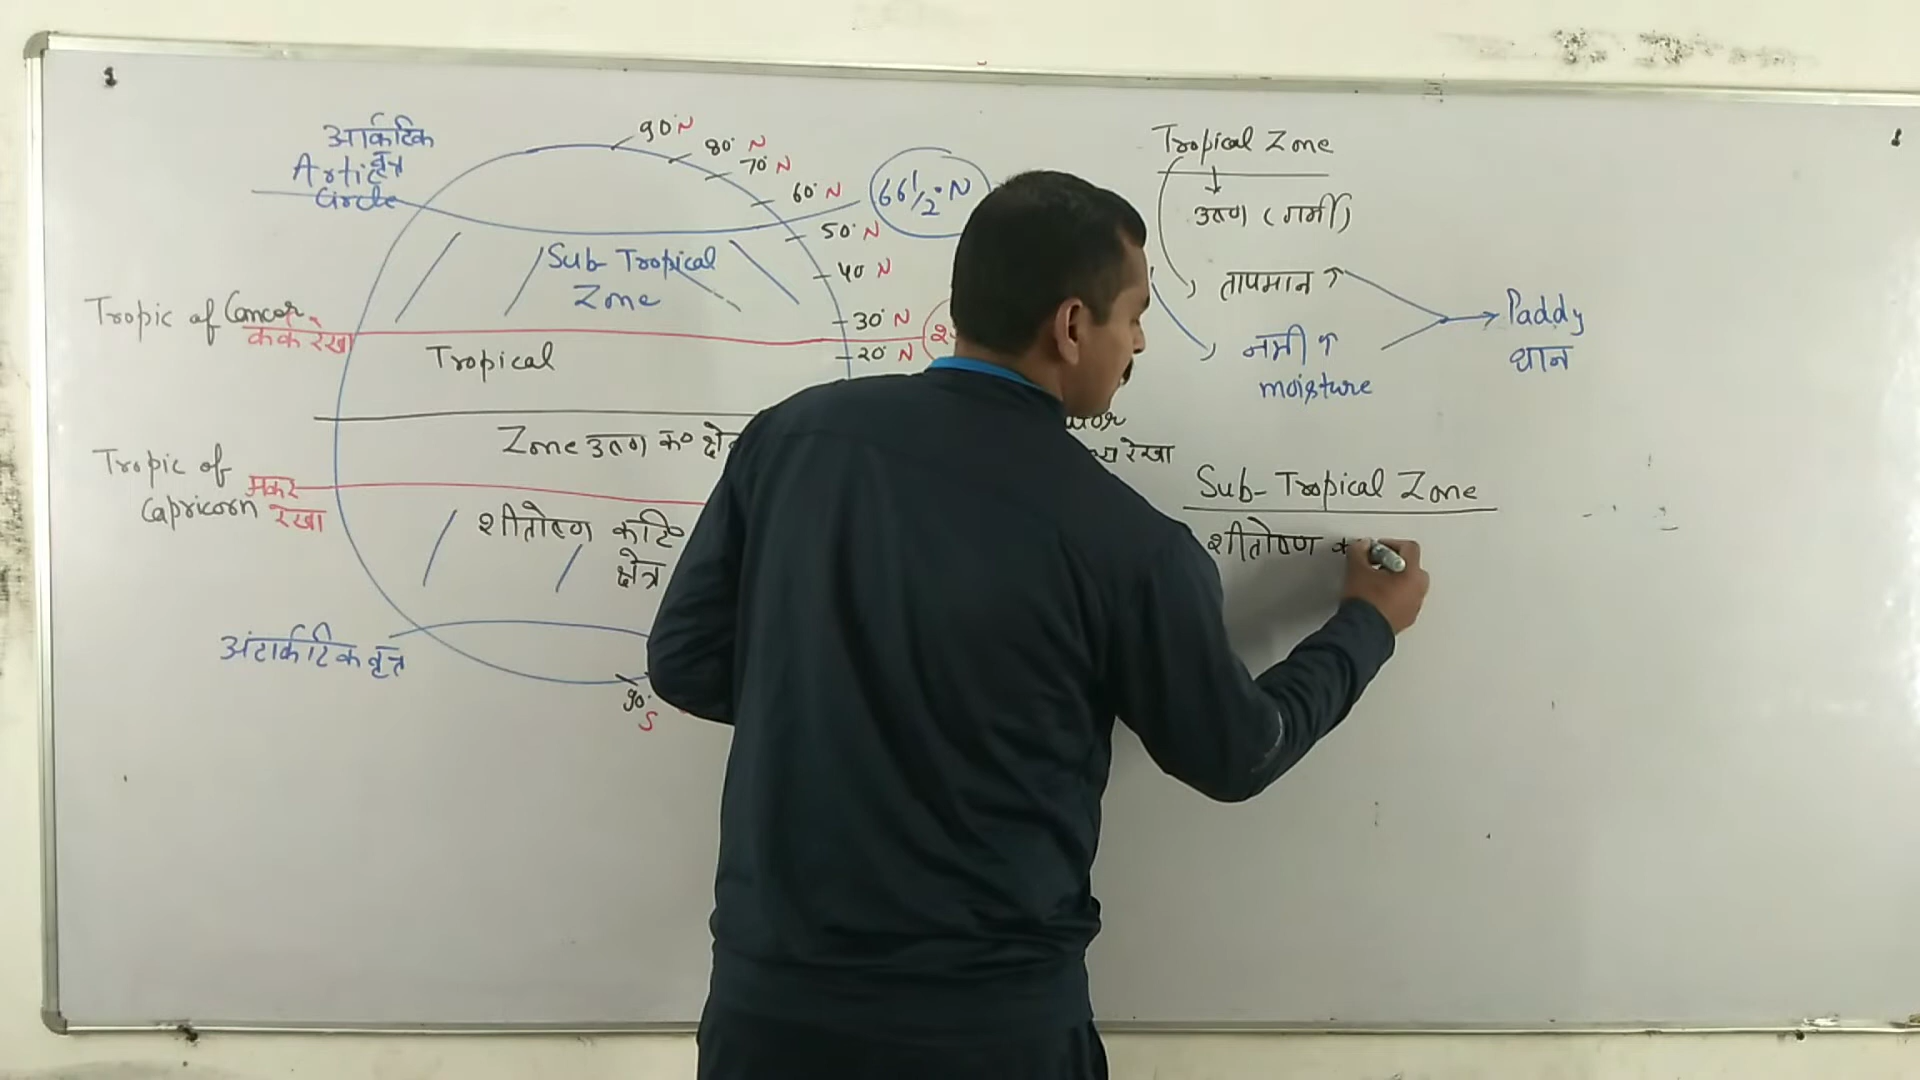 आर्कटिक
वृत्त
Artic
Circle
90° N
80° N
70° N
60° N
66 1/2° N
50° N
40° N
30° N
20° N
Sub-Tropical
Zone
Tropic of Cancer
कर्क रेखा
Tropical
Zone उष्ण क०
Tropic of
Capricorn
मकर
रेखा
शीतोष्ण कटि
क्षेत्र
अंटार्कटिक वृत्त
90°
S
रेखा
Tropical Zone
उष्ण (गर्मी)
तापमान ↑
नमी ↑
moisture
Paddy
धान
Sub-Tropical Zone
शीतोष्ण क